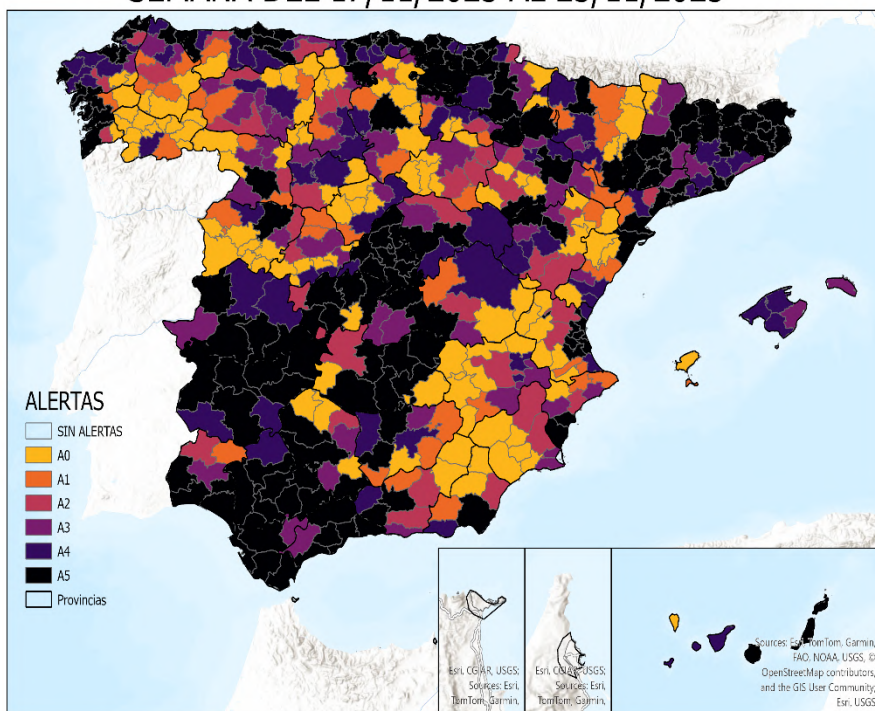 ALERTAS
SIN ALERTAS
A0
A1
A2
A3
A4
A5
Provincias
Esri, CGIAR, USGS;
Sources: Esri,
TomTom, Garmin,
Esri, CGIAR, USGS;
Sources: Esri,
TomTom, Garmin,
Sources: Esri, TomTom, Garmin,
FAO, NOAA, USGS, ©
OpenStreetMap contributors,
and the GIS User Community;
Esri, USGS